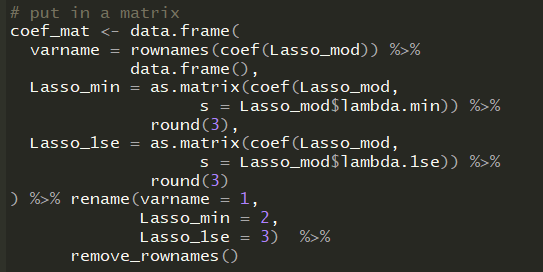 # put in a matrix
coef_mat <- data.frame(
  varname = rownames(coef(Lasso_mod)) %>%
            data.frame(),
  Lasso_min = as.matrix(coef(Lasso_mod,
                   s = Lasso_mod$lambda.min)) %>%
              round(3),
  Lasso_1se = as.matrix(coef(Lasso_mod,
                   s = Lasso_mod$lambda.1se)) %>%
              round(3)
) %>% rename(varname = 1,
             Lasso_min = 2,
             Lasso_1se = 3)  %>%
      remove_rownames()